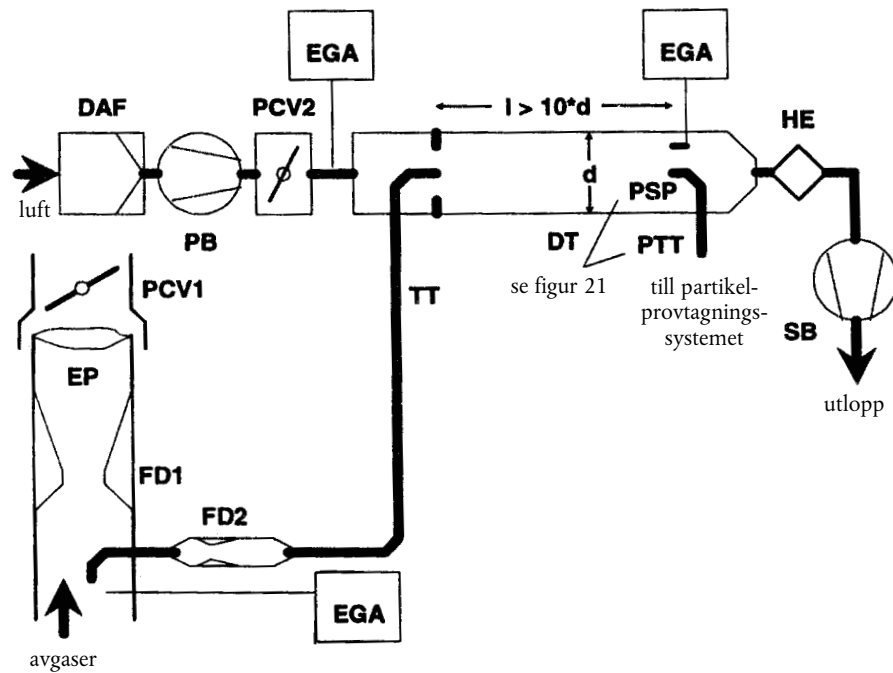 EGA
EGA
DAF
PCV2
l > 10*d
HE
luft
PB
d
PSP
DT
PTT
PCV1
TT
se figur 21
till partikel-
provtagnings-
systemet
SB
EP
utlopp
FD1
FD2
EGA
avgaser